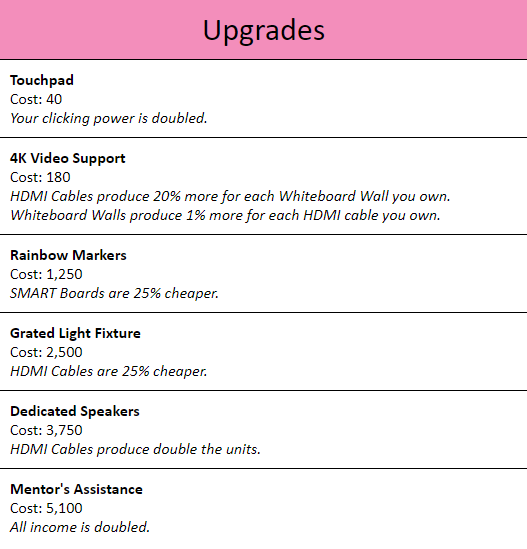 Upgrades
Touchpad
Cost: 40
Your clicking power is doubled.
4K Video Support
Cost: 180
HDMI Cables produce 20% more for each Whiteboard Wall you own.
Whiteboard Walls produce 1% more for each HDMI cable you own.
Rainbow Markers
Cost: 1,250
SMART Boards are 25% cheaper.
Grated Light Fixture
Cost: 2,500
HDMI Cables are 25% cheaper.
Dedicated Speakers
Cost: 3,750
HDMI Cables produce double the units.
Mentor's Assistance
Cost: 5,100
All income is doubled.